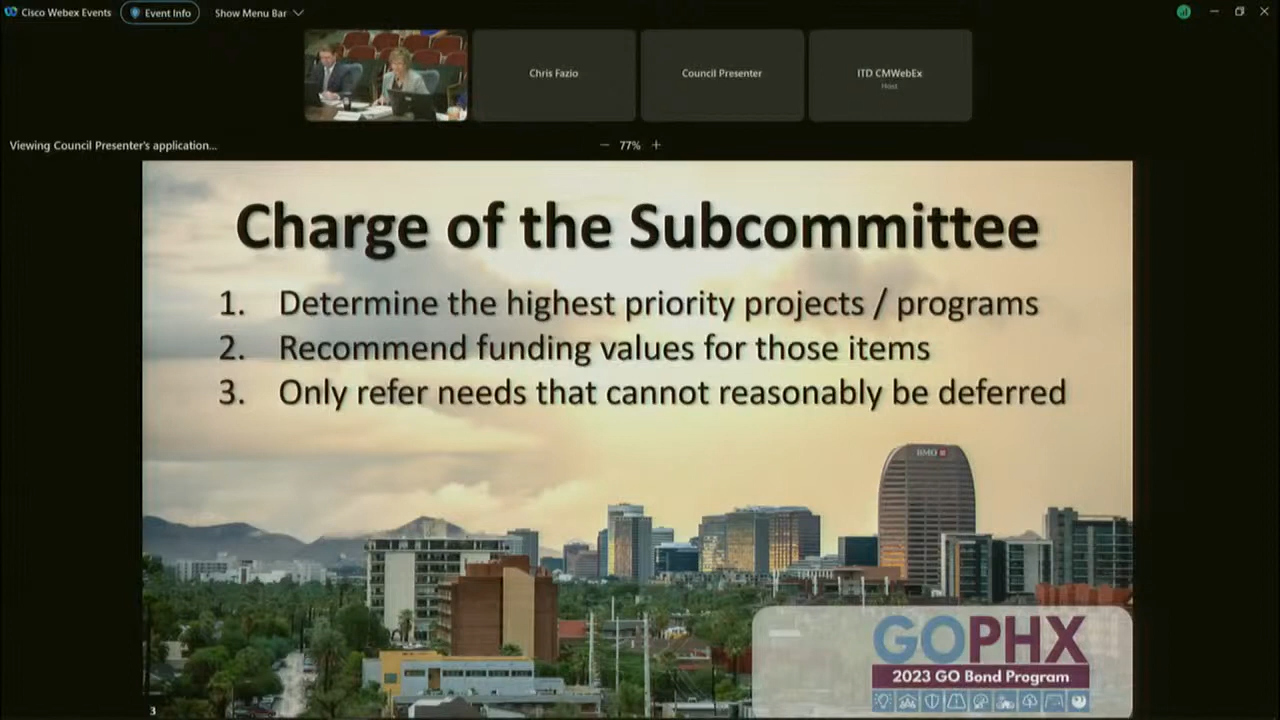 Cisco Webex Events
Event Info
Show Menu Bar
Chris Fazio
Council Presenter
ITD CMWebEx
Host
Viewing Council Presenter's application...
77%
Charge of the Subcommittee
1. Determine the highest priority projects / programs
2. Recommend funding values for those items
3. Only refer needs that cannot reasonably be deferred
BMO
GOPHX
2023 GO Bond Program
3